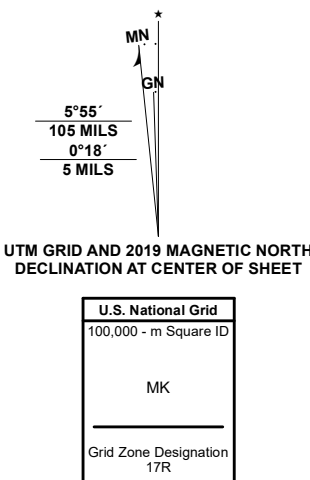 ★
MN
GN
5°55´
105 MILS
0°18´
5 MILS
UTM GRID AND 2019 MAGNETIC NORTH
DECLINATION AT CENTER OF SHEET
U.S. National Grid
100,000 - m Square ID
MK
Grid Zone Designation
17R